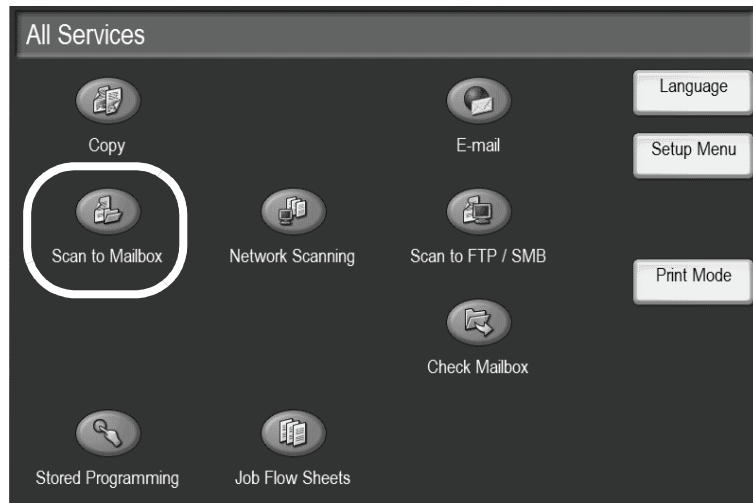 All Services
Copy
E-mail
Language
Setup Menu
Scan to Mailbox
Network Scanning
Scan to FTP / SMB
Print Mode
Check Mailbox
Stored Programming
Job Flow Sheets